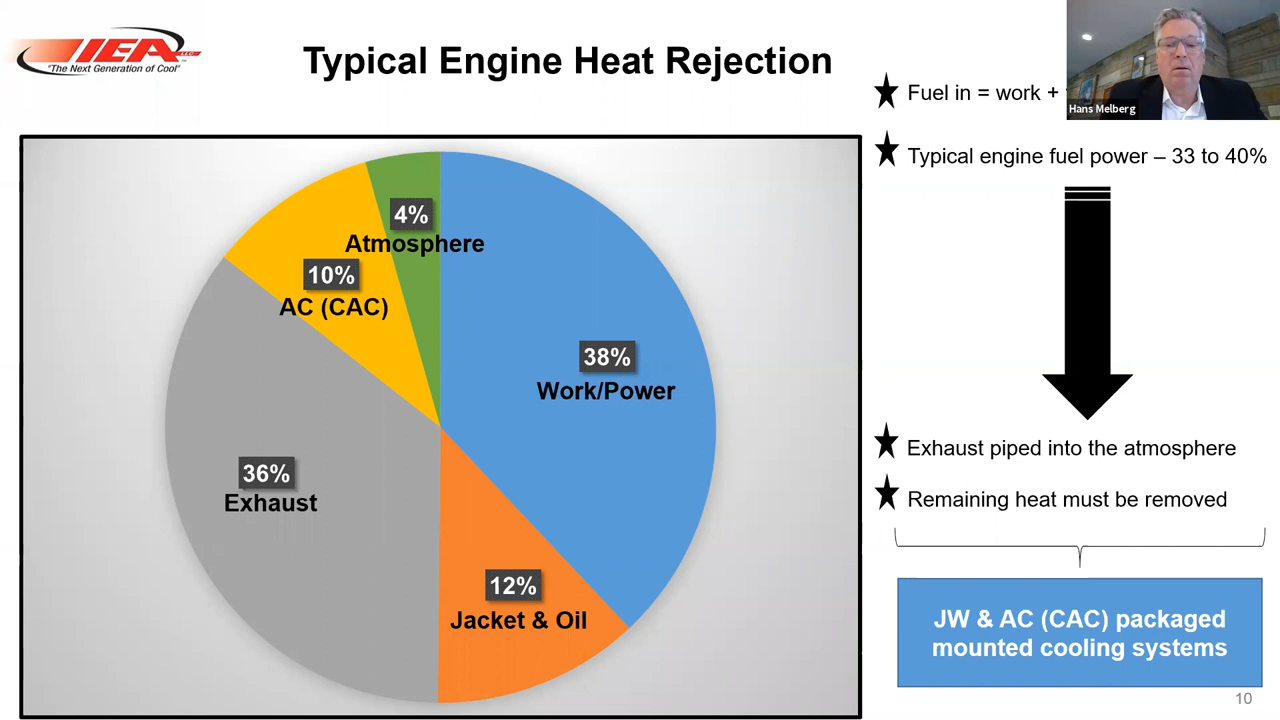 IEA LLC
"The Next Generation of Cool"
Typical Engine Heat Rejection
Fuel in = work +
Hans Melberg
Typical engine fuel power – 33 to 40%
4%
Atmosphere
10%
AC (CAC)
38%
Work/Power
36%
Exhaust
12%
Jacket & Oil
Exhaust piped into the atmosphere
Remaining heat must be removed
JW & AC (CAC) packaged
mounted cooling systems
10